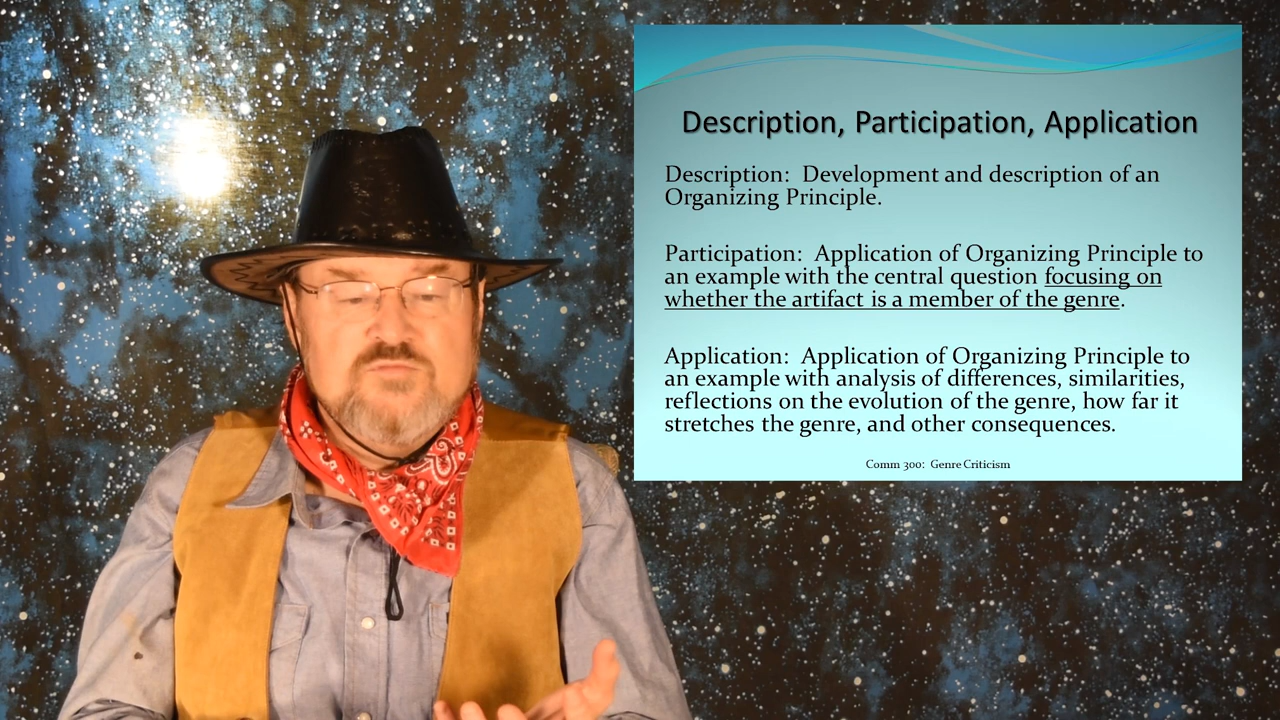 Description, Participation, Application
Description:  Development and description of an
Organizing Principle.
Participation:  Application of Organizing Principle to
an example with the central question focusing on
whether the artifact is a member of the genre.
Application:  Application of Organizing Principle to
an example with analysis of differences, similarities,
reflections on the evolution of the genre, how far it
stretches the genre, and other consequences.
Comm 300:  Genre Criticism